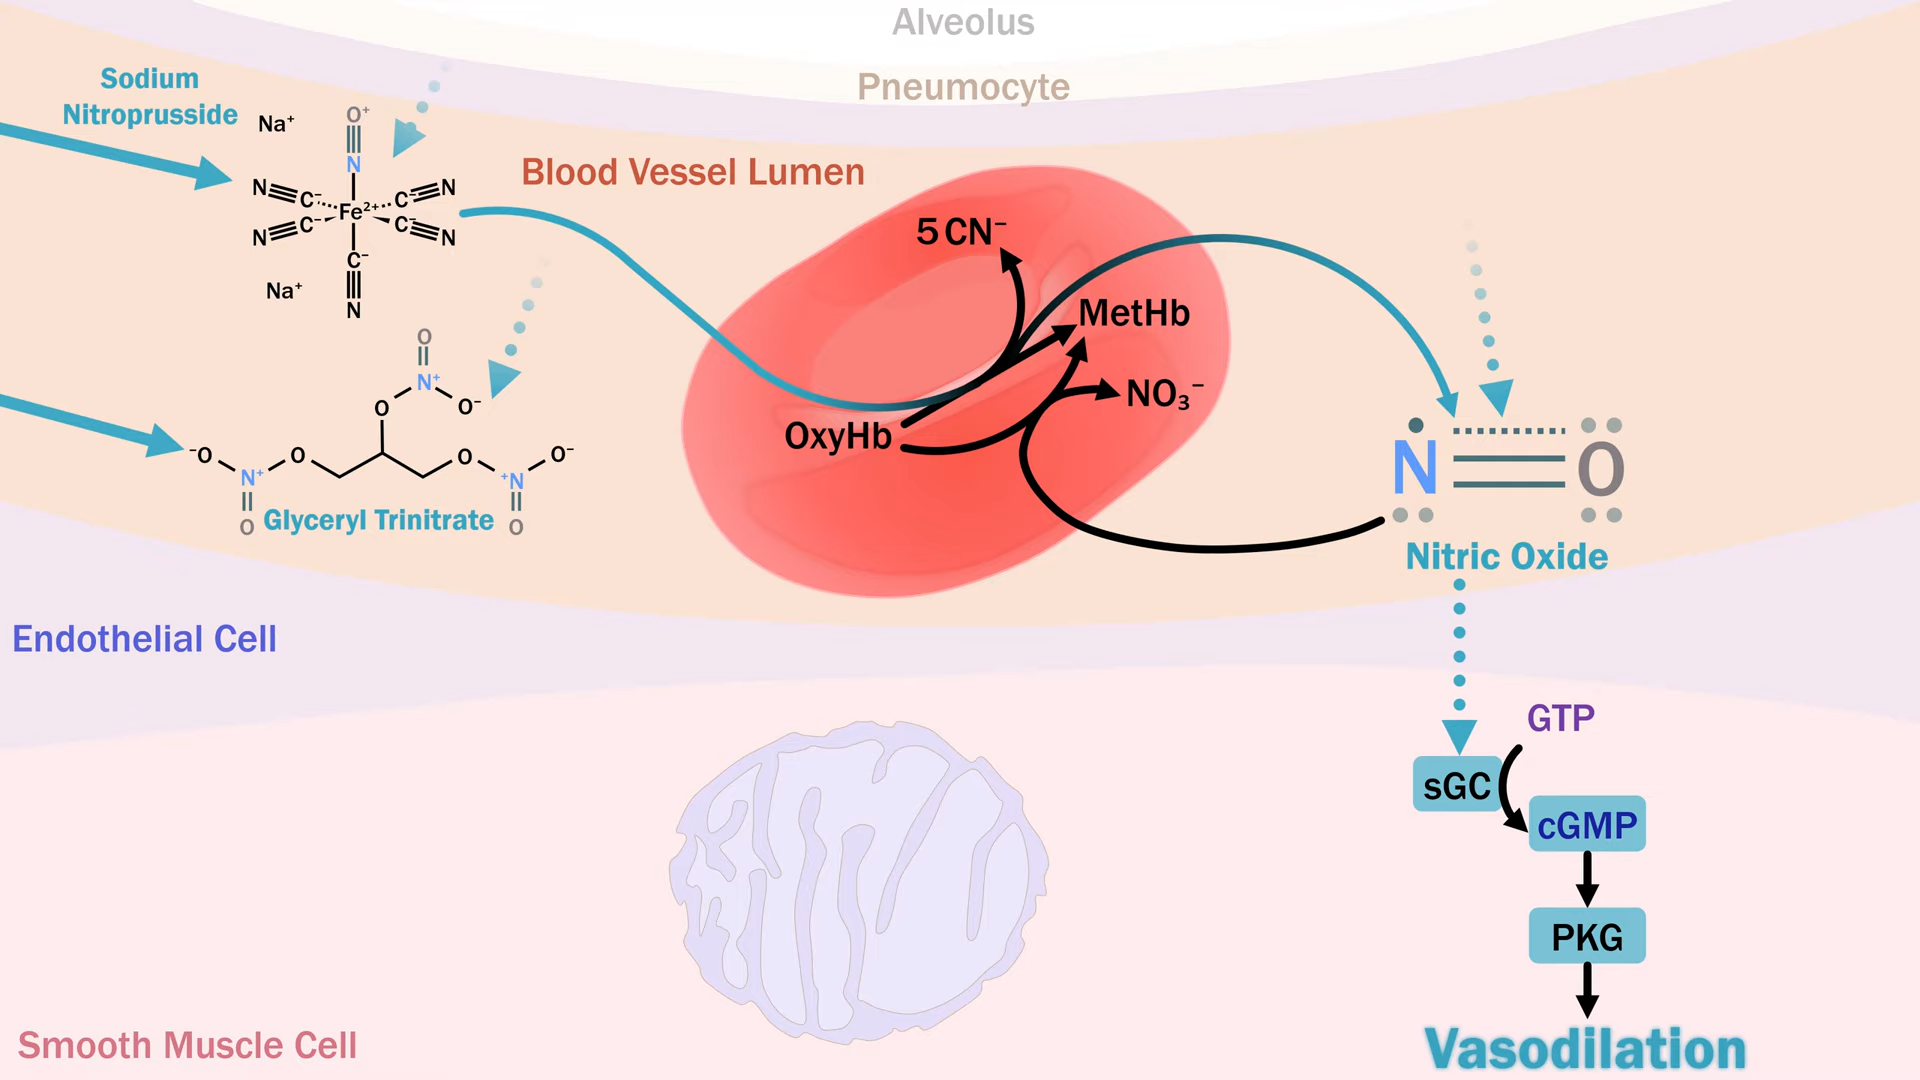 Alveolus
Pneumocyte
Sodium
Nitroprusside
Na⁺
O⁺
N
N
C⁻
C⁻
N
Fe²⁺
N
C⁻
C⁻
N
C⁻
Na⁺
N
Blood Vessel Lumen
5 CN⁻
MetHb
NO₃⁻
OxyHb
O
N⁺
O
O⁻
⁻O
O
O
O⁻
N⁺
⁺N
O
Glyceryl Trinitrate
O
N
O
Nitric Oxide
Endothelial Cell
GTP
sGC
cGMP
PKG
Vasodilation
Smooth Muscle Cell